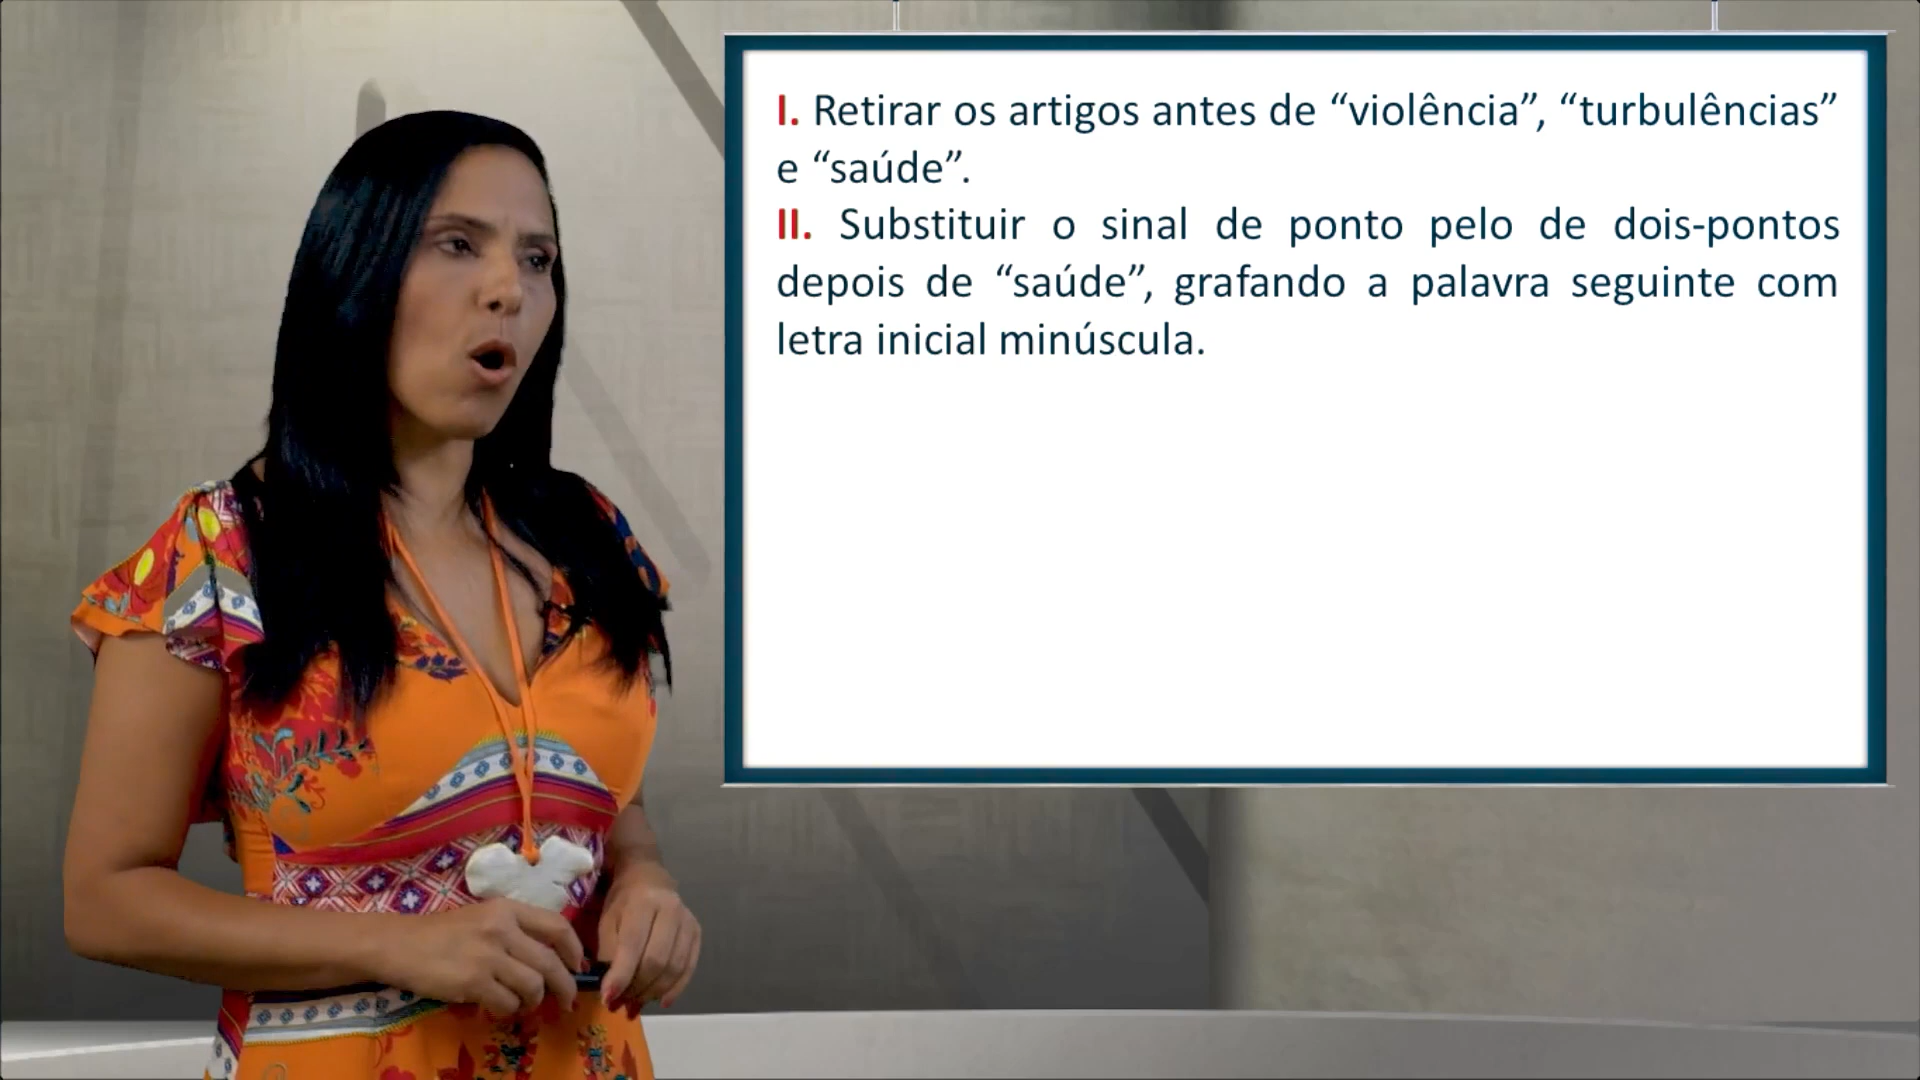 I. Retirar os artigos antes de “violência”, “turbulências”
e “saúde”.
II. Substituir o sinal de ponto pelo de dois-pontos
depois de “saúde”, grafando a palavra seguinte com
letra inicial minúscula.